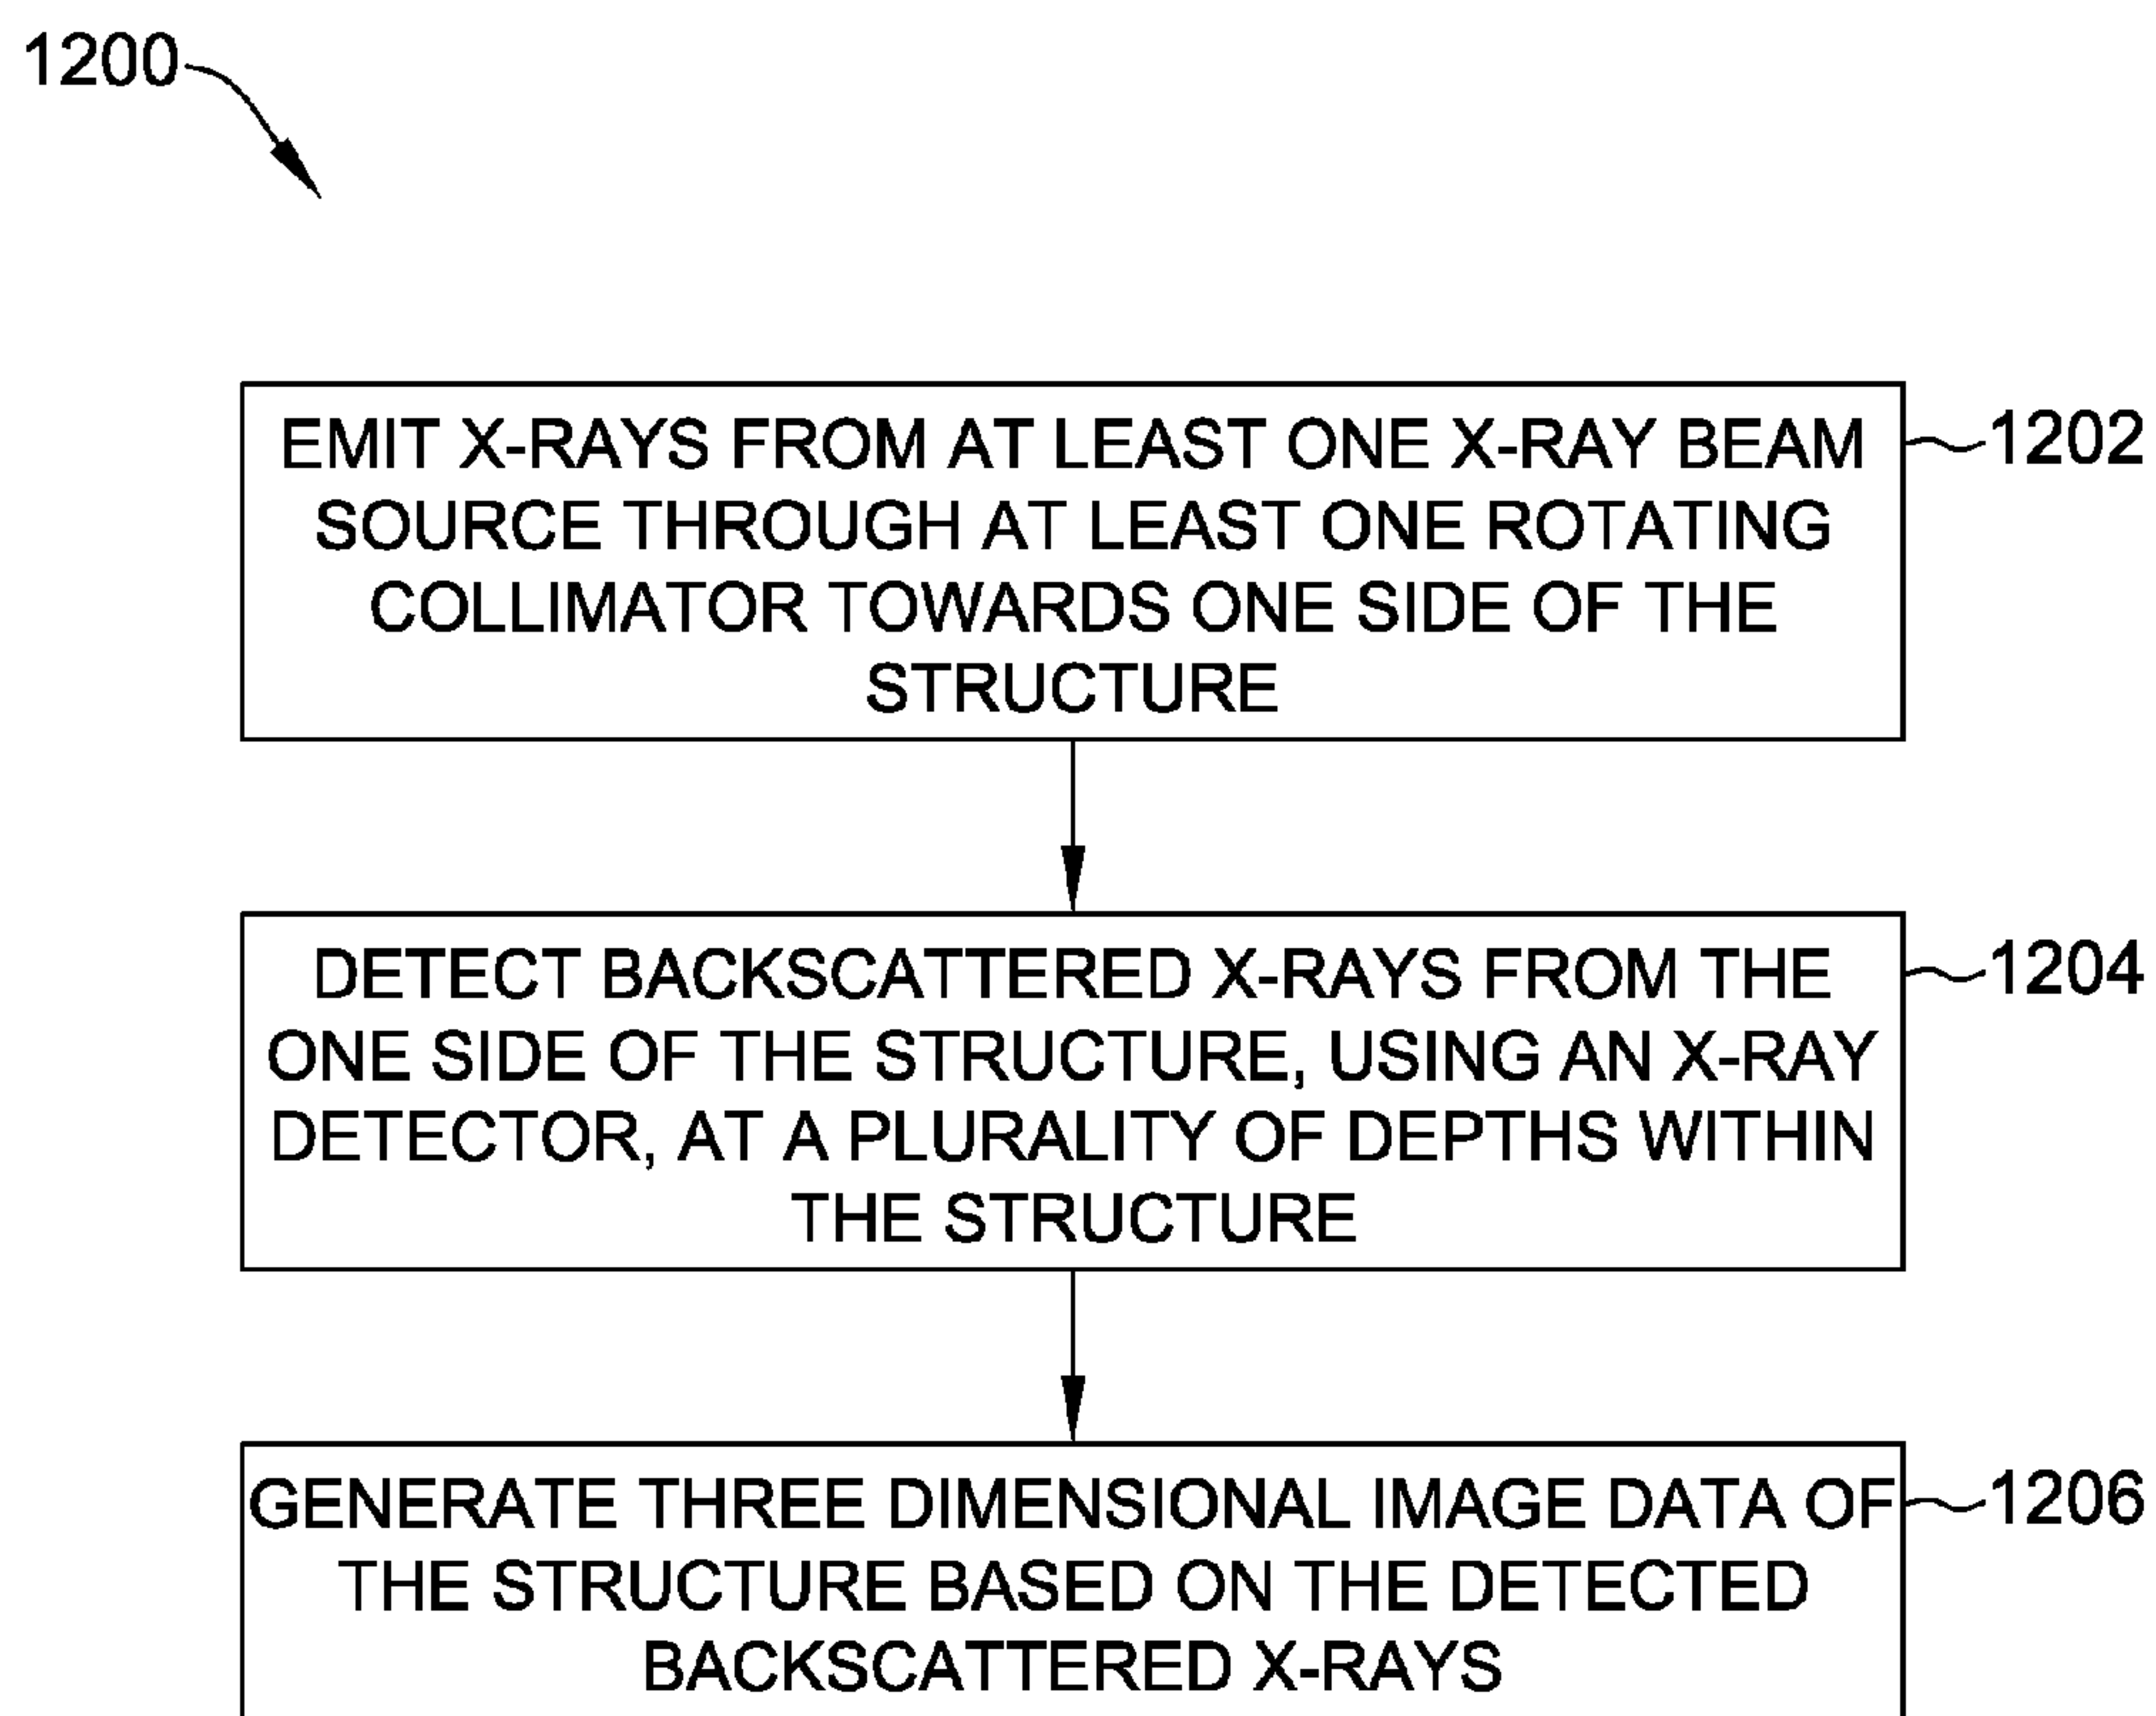 1200
EMIT X-RAYS FROM AT LEAST ONE X-RAY BEAM
SOURCE THROUGH AT LEAST ONE ROTATING
COLLIMATOR TOWARDS ONE SIDE OF THE
STRUCTURE
1202
DETECT BACKSCATTERED X-RAYS FROM THE
ONE SIDE OF THE STRUCTURE, USING AN X-RAY
DETECTOR, AT A PLURALITY OF DEPTHS WITHIN
THE STRUCTURE
1204
GENERATE THREE DIMENSIONAL IMAGE DATA OF
THE STRUCTURE BASED ON THE DETECTED
BACKSCATTERED X-RAYS
1206